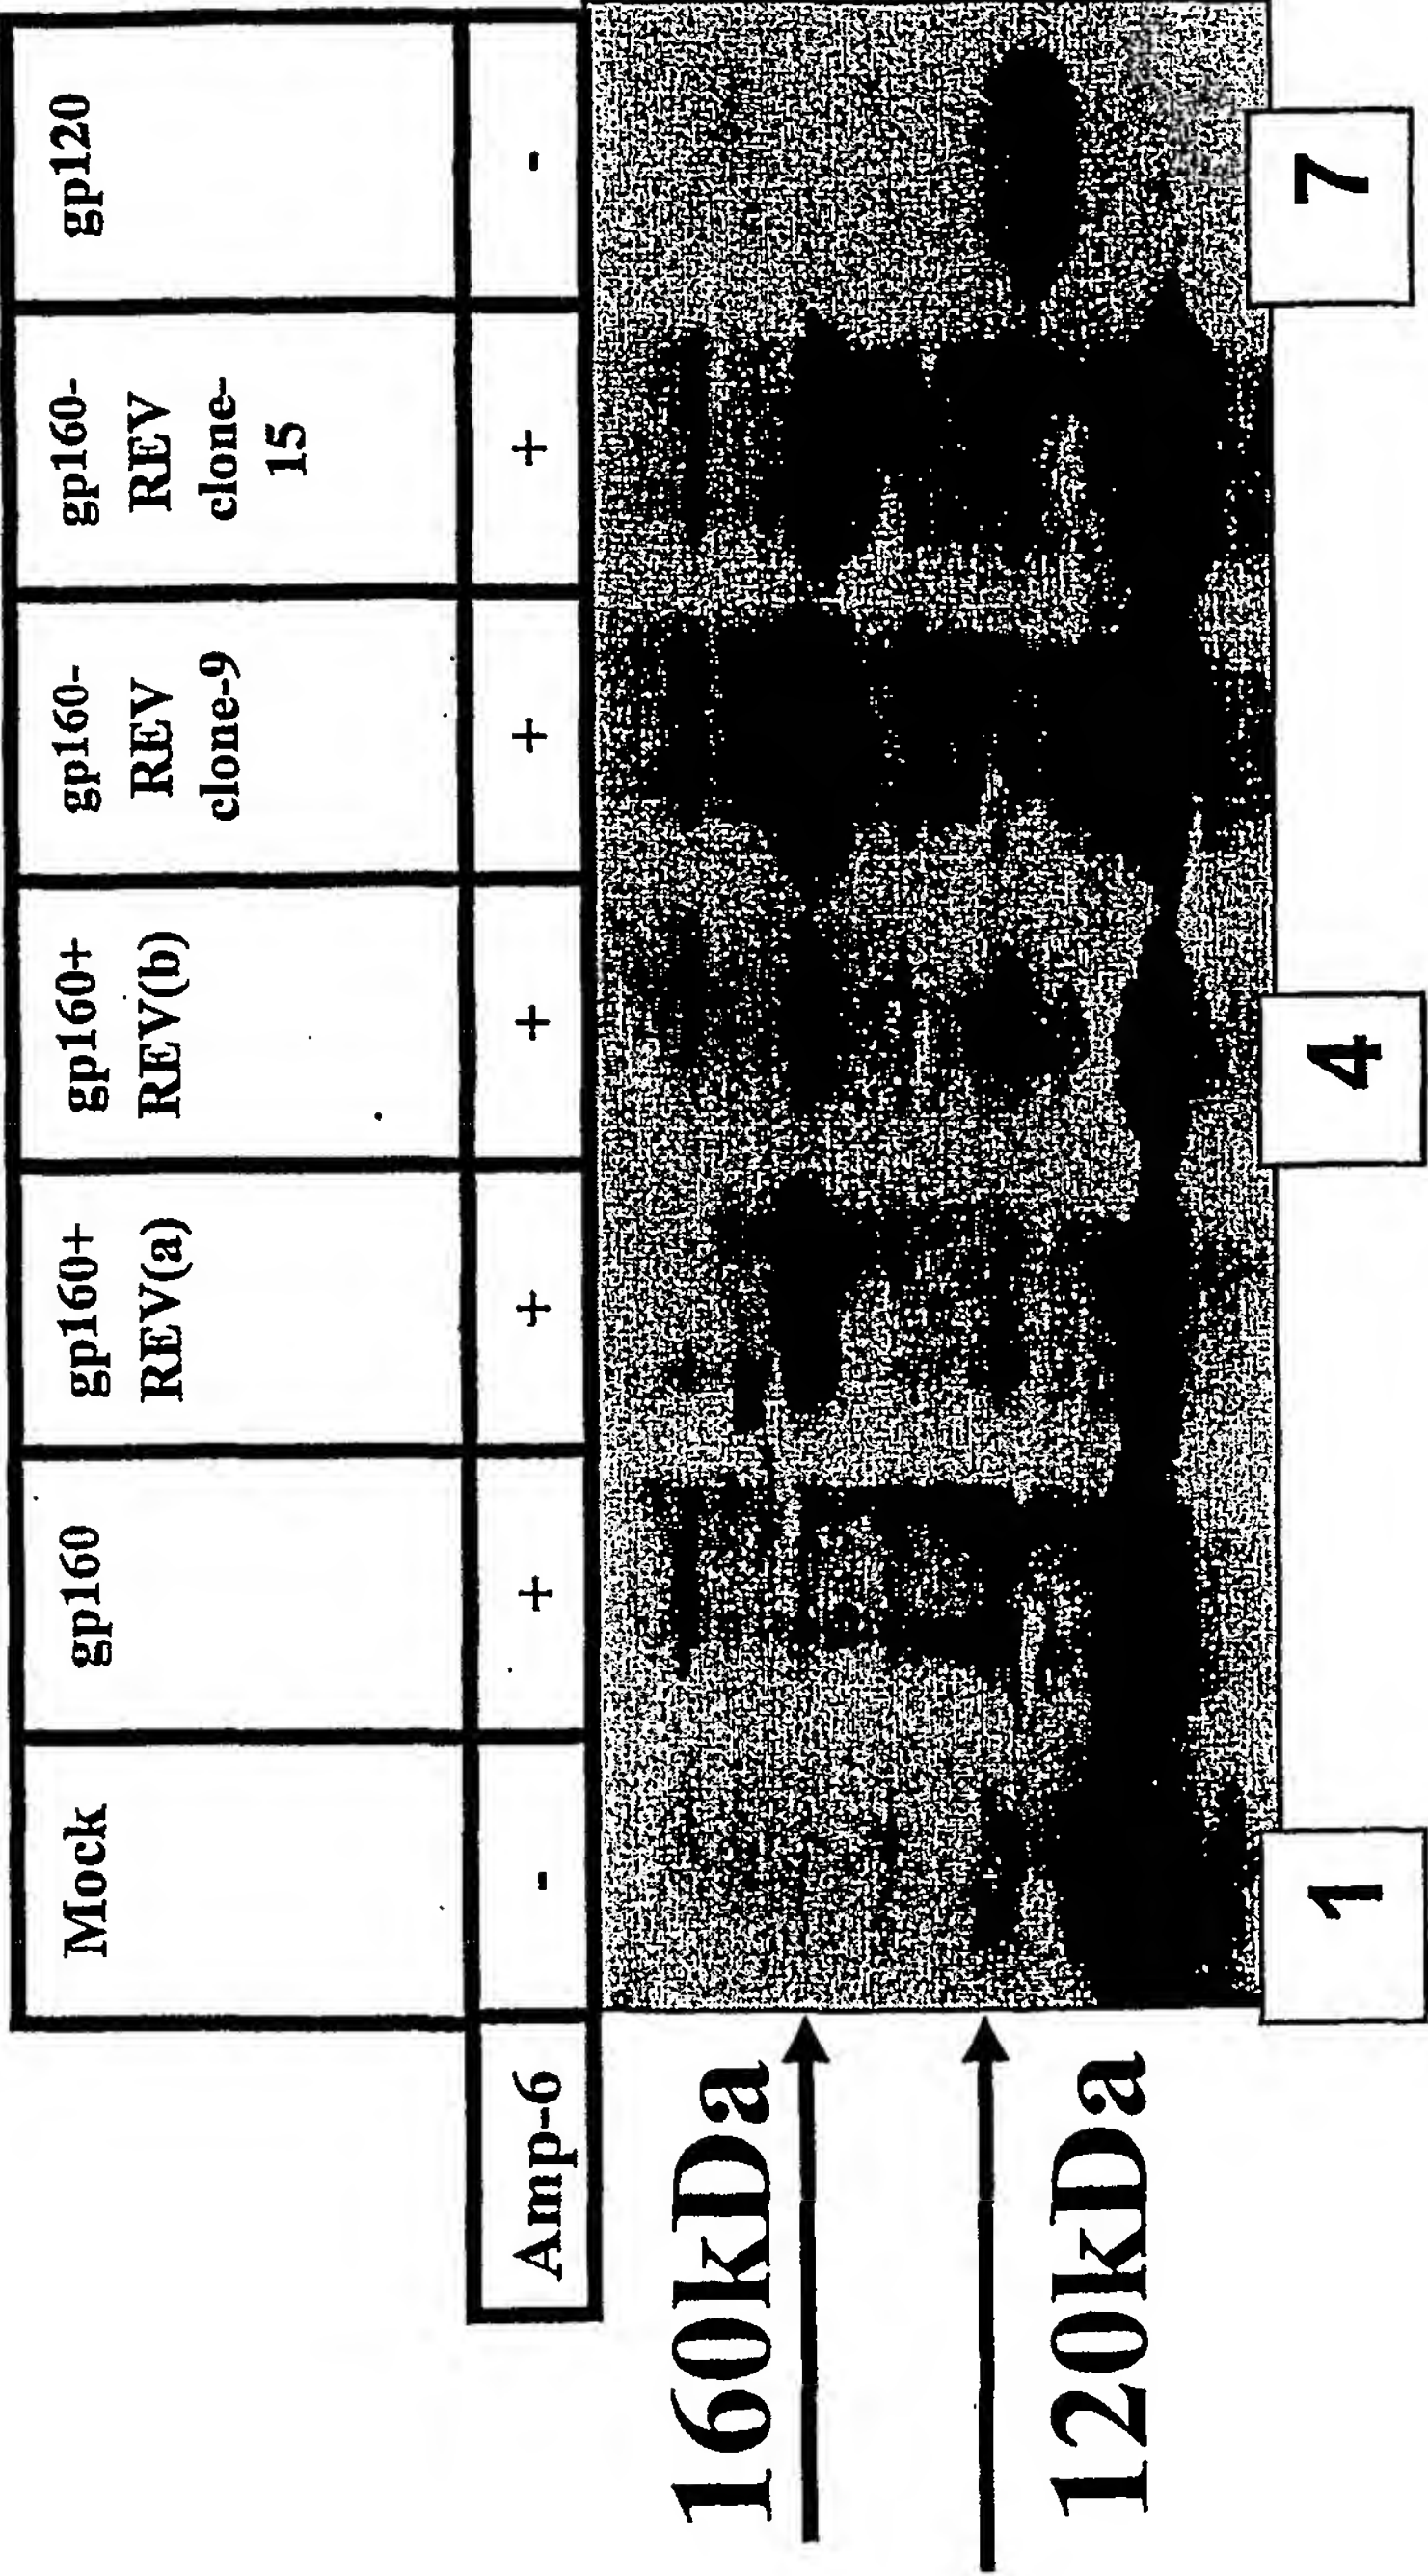 Mock
gp160
gp160+
REV(a)
gp160+
REV(b)
gp160-
REV
clone-9
gp160-
REV
clone-
15
gp120
Amp-6
-
+
+
+
+
+
-
160kDa
120kDa
1
4
7